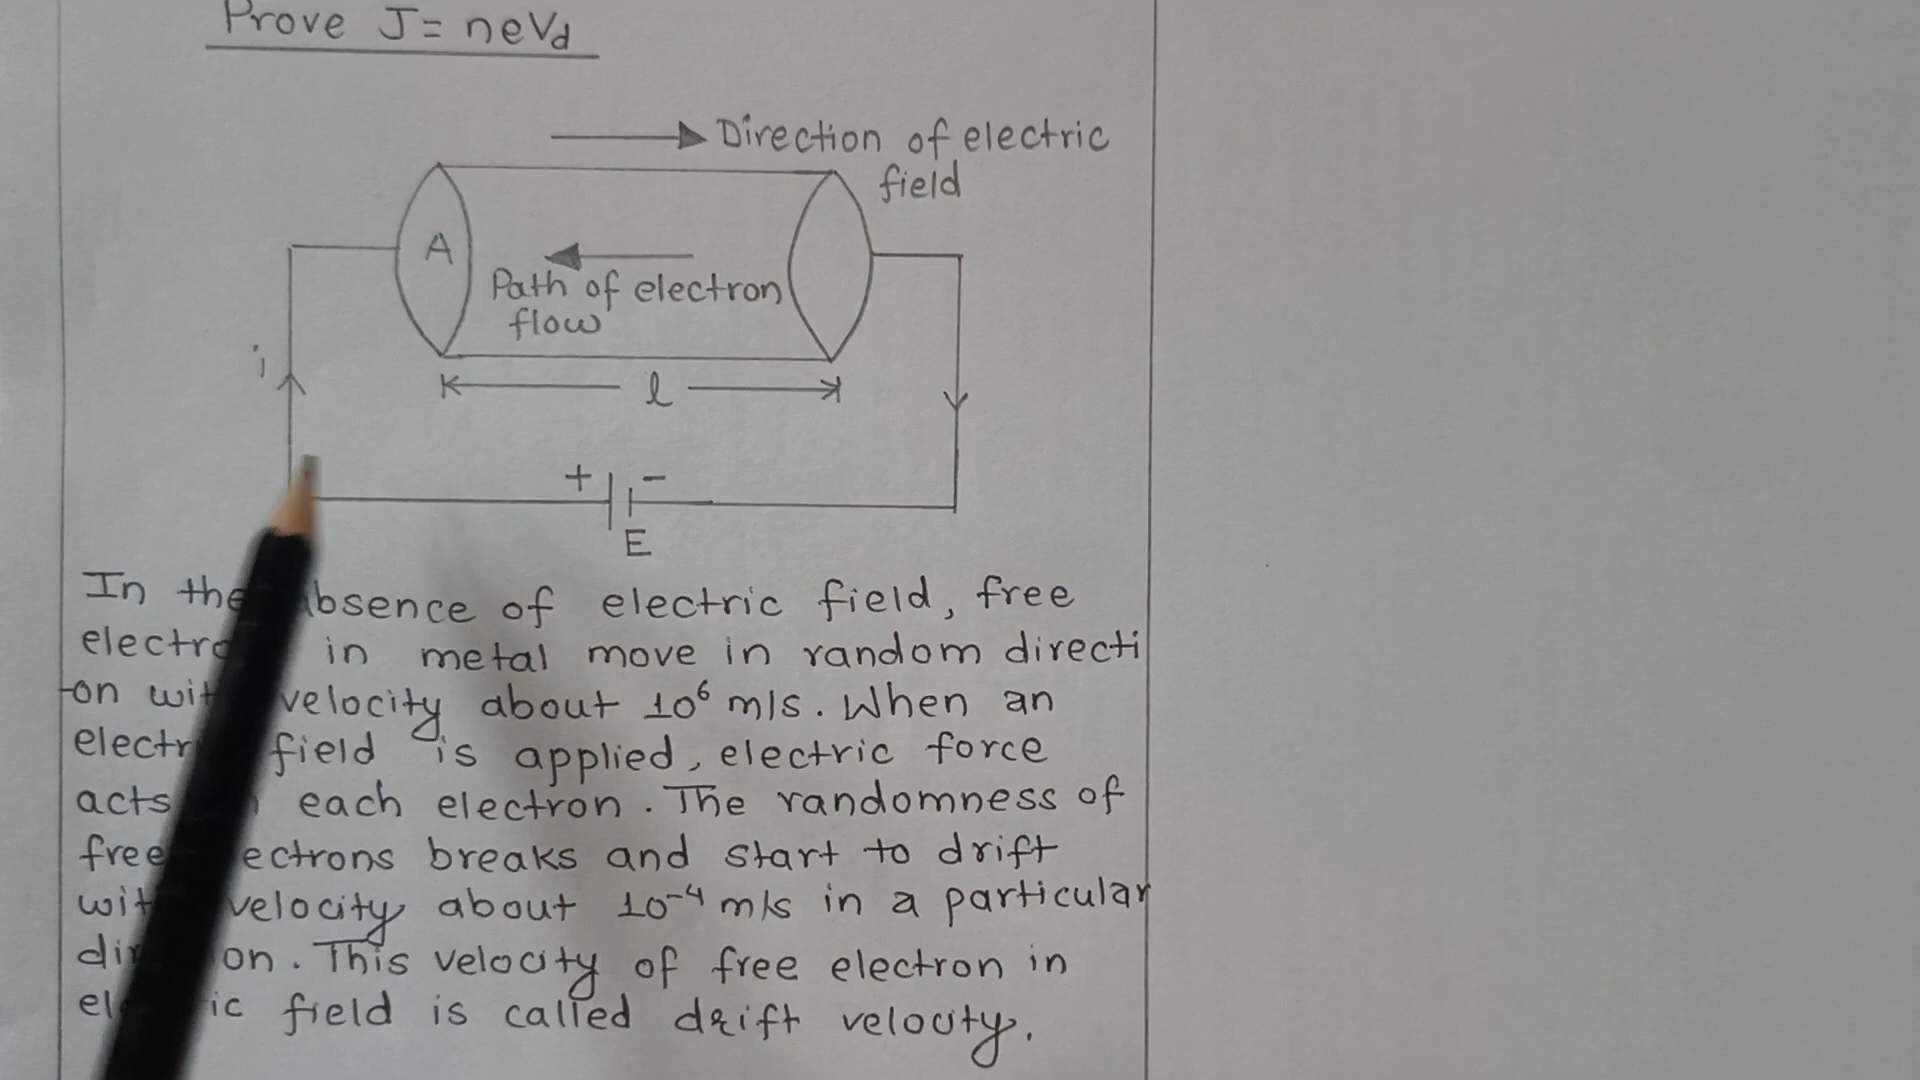 Prove J = neVd
Direction of electric
field
A
Path of electron
flow
i
l
+ -
E
In the absence of electric field, free
in metal move in random directi
-on velocity about 10⁶ m/s. When an
field is applied, electric force
acts each electron. The randomness of
free breaks and start to drift
velocity about 10⁻⁴ m/s in a particular
This velocity of free electron in
field is called drift velocity.